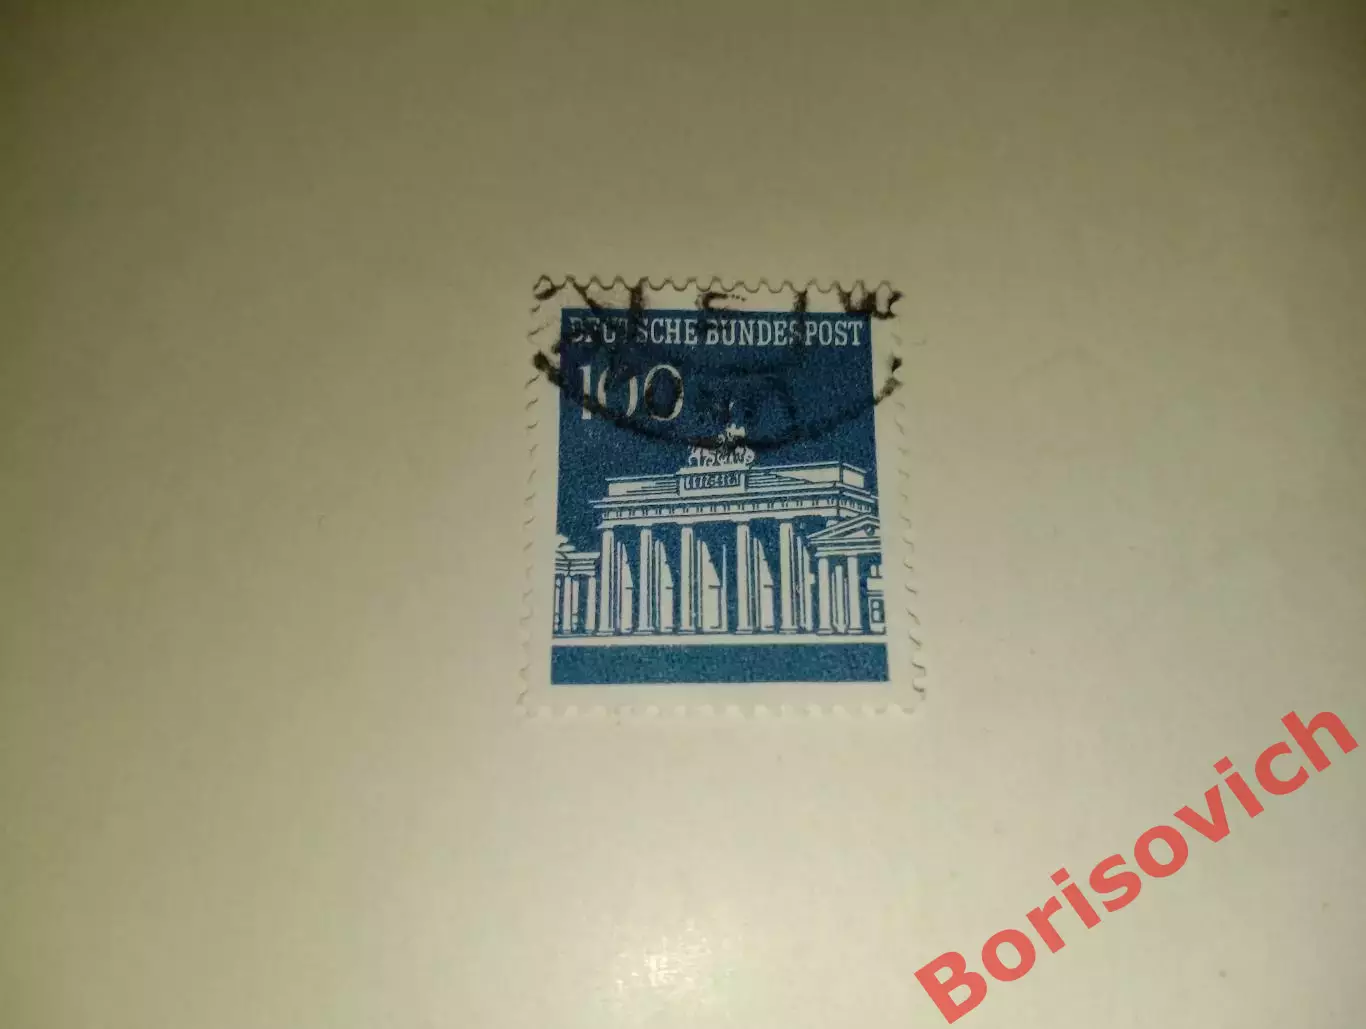 DEUTSCHE BUNDESPOST
100
Borisovich